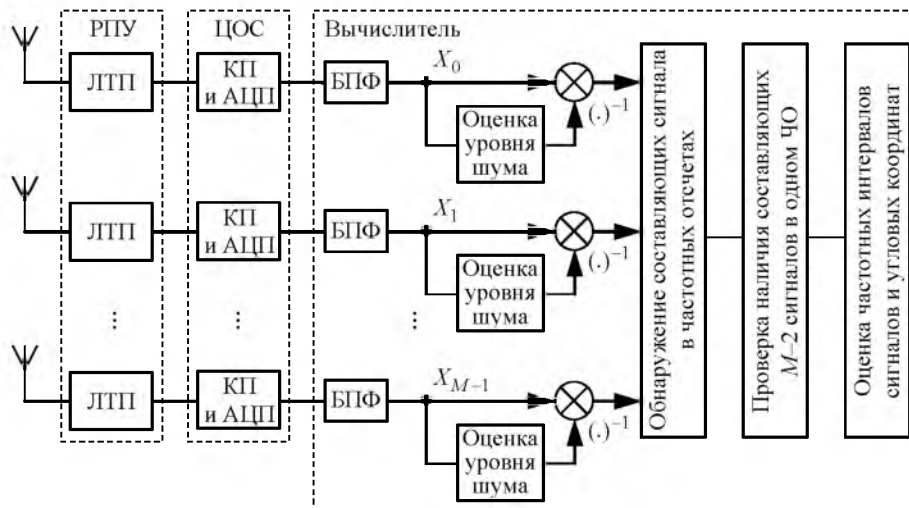 РПУ
ЦОС
Вычислитель
ЛТП
КП
и АЦП
БПФ
X0
Оценка
уровня
шума
(.)–1
ЛТП
КП
и АЦП
БПФ
X1
Оценка
уровня
шума
(.)–1
...
...
...
ЛТП
КП
и АЦП
БПФ
XM–1
Оценка
уровня
шума
(.)–1
Обнаружение составляющих сигнала
в частотных отсчетах
Проверка наличия составляющих
M–2 сигналов в одном ЧО
Оценка частотных интервалов
сигналов и угловых координат